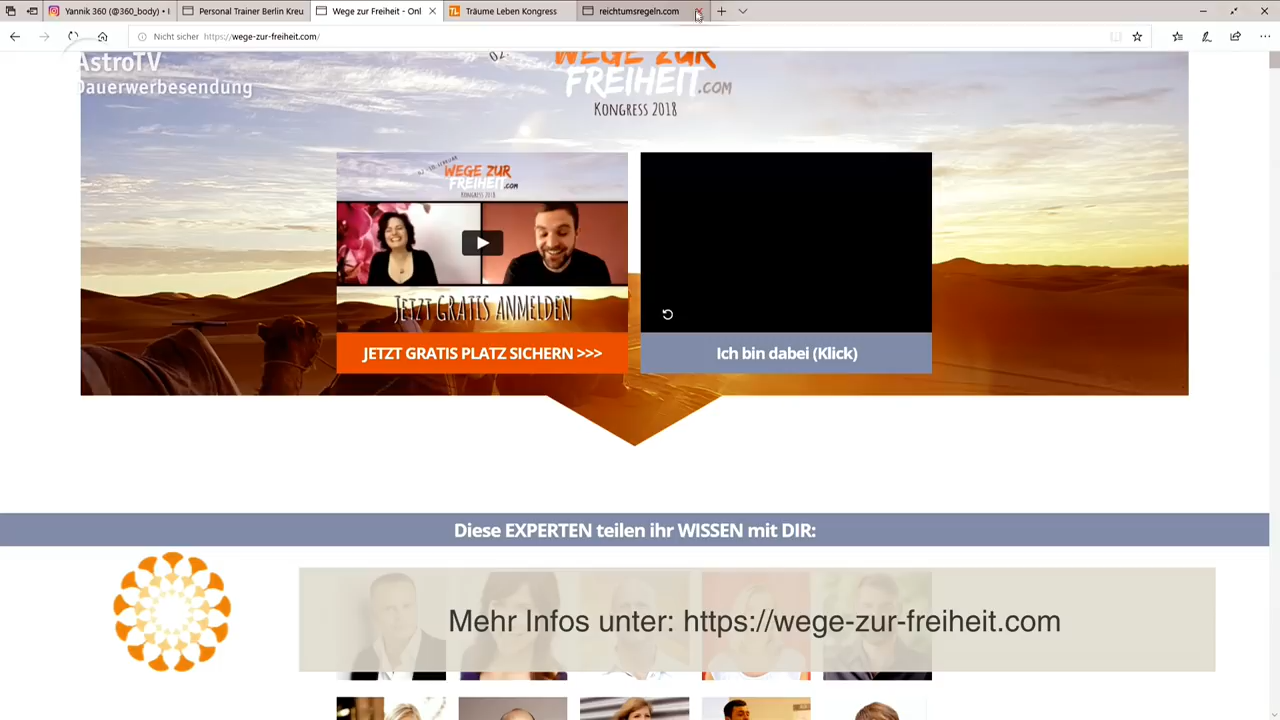 Yannik 360 (@360_body) • I
Personal Trainer Berlin Kreu
Wege zur Freiheit - Onl
Träume Leben Kongress
reichtumsregeln.com
Nicht sicher https://wege-zur-freiheit.com/
AstroTV
Dauerwerbesendung
02.
WEGE ZUR
FREIHEIT.COM
KONGRESS 2018
WEGE ZUR
FREIHEIT.COM
KONGRESS 2018
JETZT GRATIS ANMELDEN
JETZT GRATIS PLATZ SICHERN >>>
Ich bin dabei (Klick)
Diese EXPERTEN teilen ihr WISSEN mit DIR:
Mehr Infos unter: https://wege-zur-freiheit.com